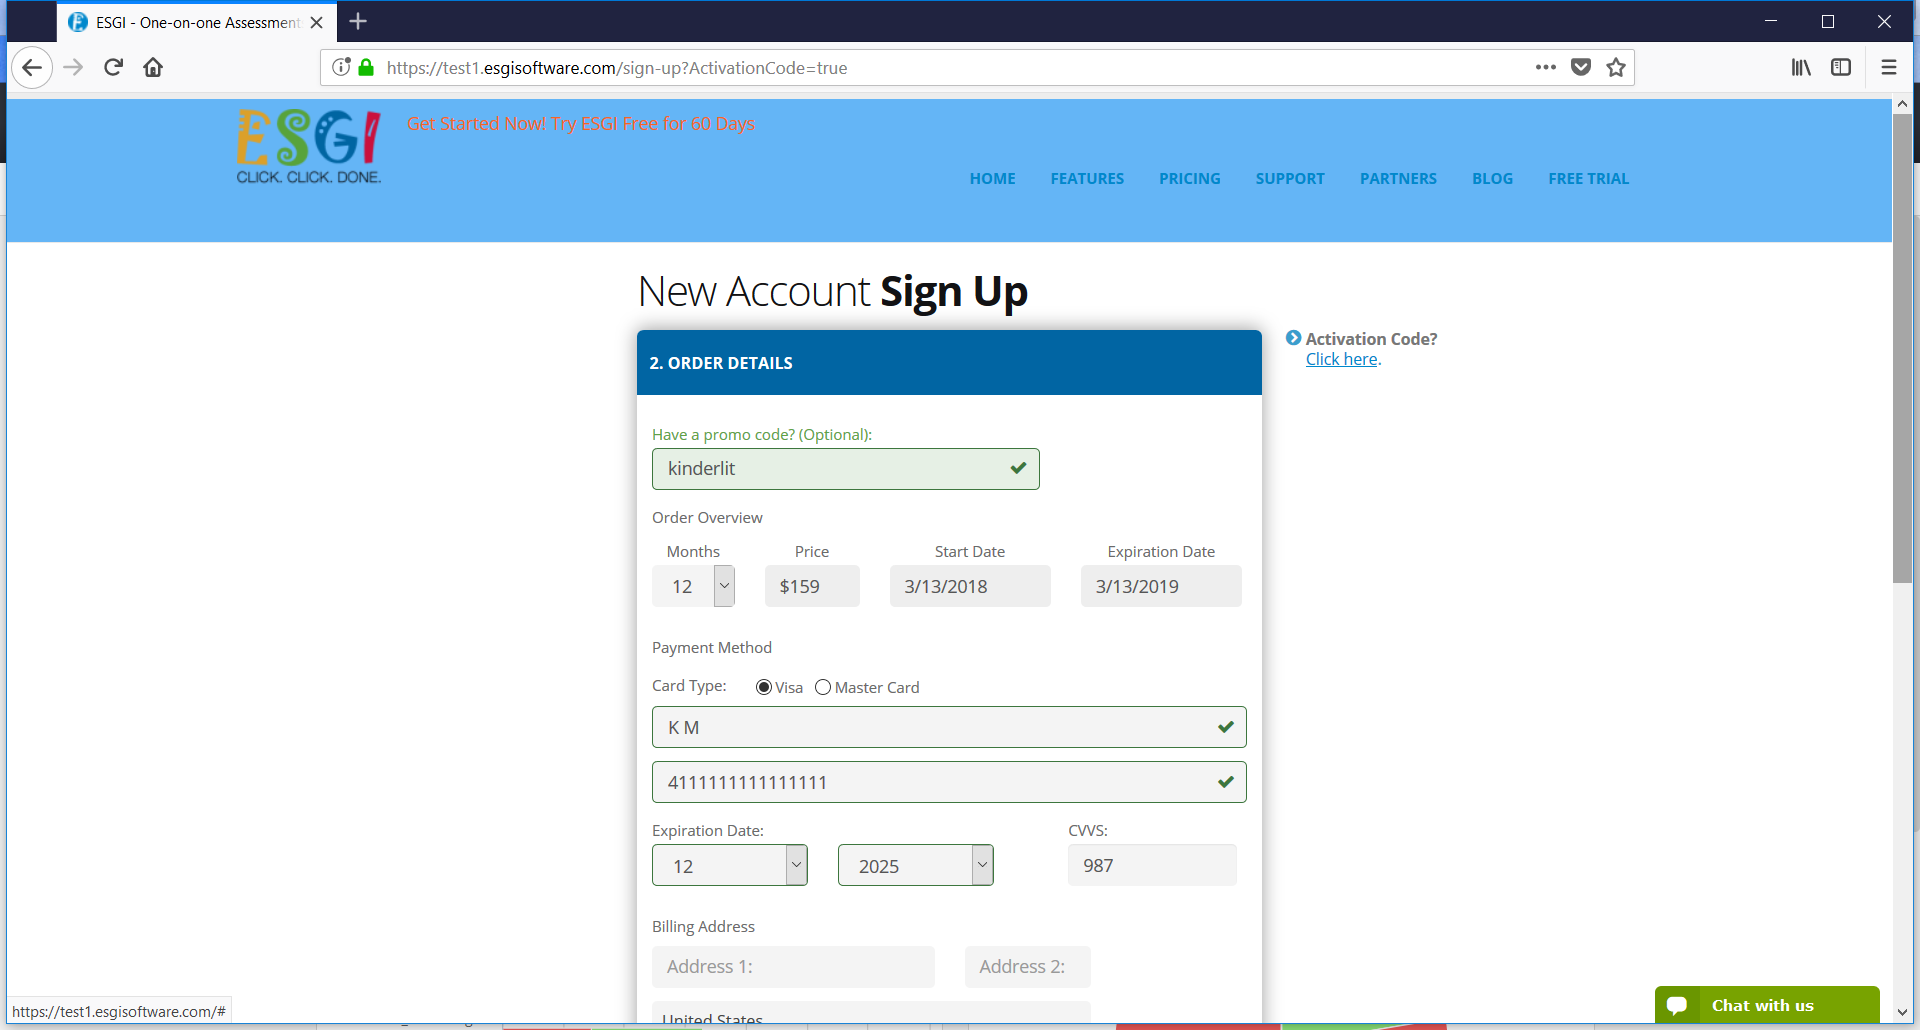 ESGI - One-on-one Assessment
https://test1.esgisoftware.com/sign-up?ActivationCode=true
ESGI
CLICK. CLICK. DONE.
Get Started Now! Try ESGI Free for 60 Days
HOME FEATURES PRICING SUPPORT PARTNERS BLOG FREE TRIAL
New Account Sign Up
2. ORDER DETAILS
Activation Code?
Click here.
Have a promo code? (Optional):
kinderlit
Order Overview
Months Price Start Date Expiration Date
12 $159 3/13/2018 3/13/2019
Payment Method
Card Type: Visa Master Card
K M
4111111111111111
Expiration Date: CVVS:
12 2025 987
Billing Address
Address 1: Address 2:
United States
https://test1.esgisoftware.com/#
Chat with us